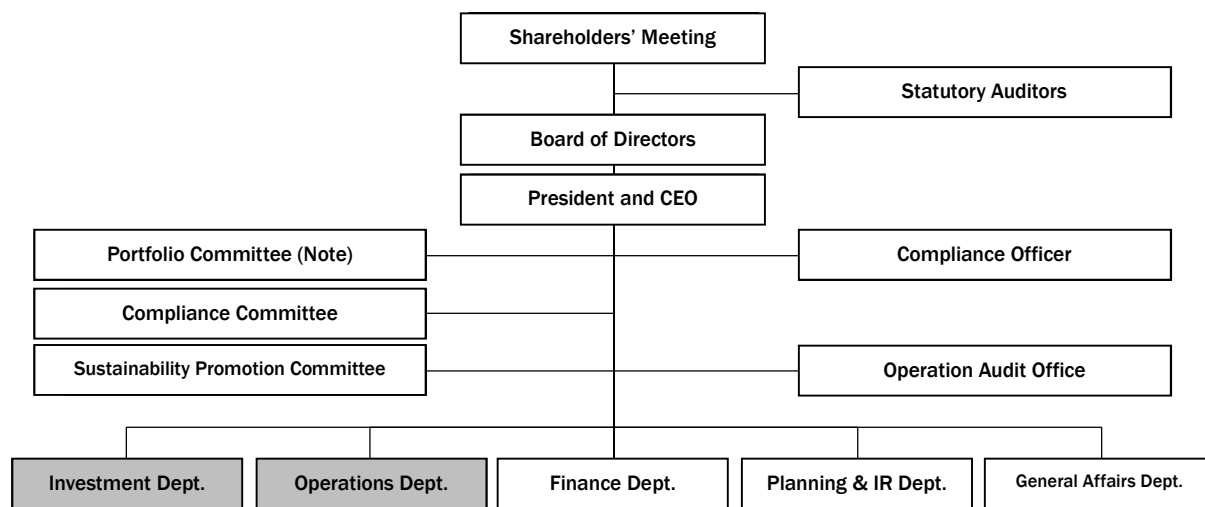 Shareholders’ Meeting
Statutory Auditors
Board of Directors
President and CEO
Portfolio Committee (Note)
Compliance Officer
Compliance Committee
Sustainability Promotion Committee
Operation Audit Office
Investment Dept.
Operations Dept.
Finance Dept.
Planning & IR Dept.
General Affairs Dept.